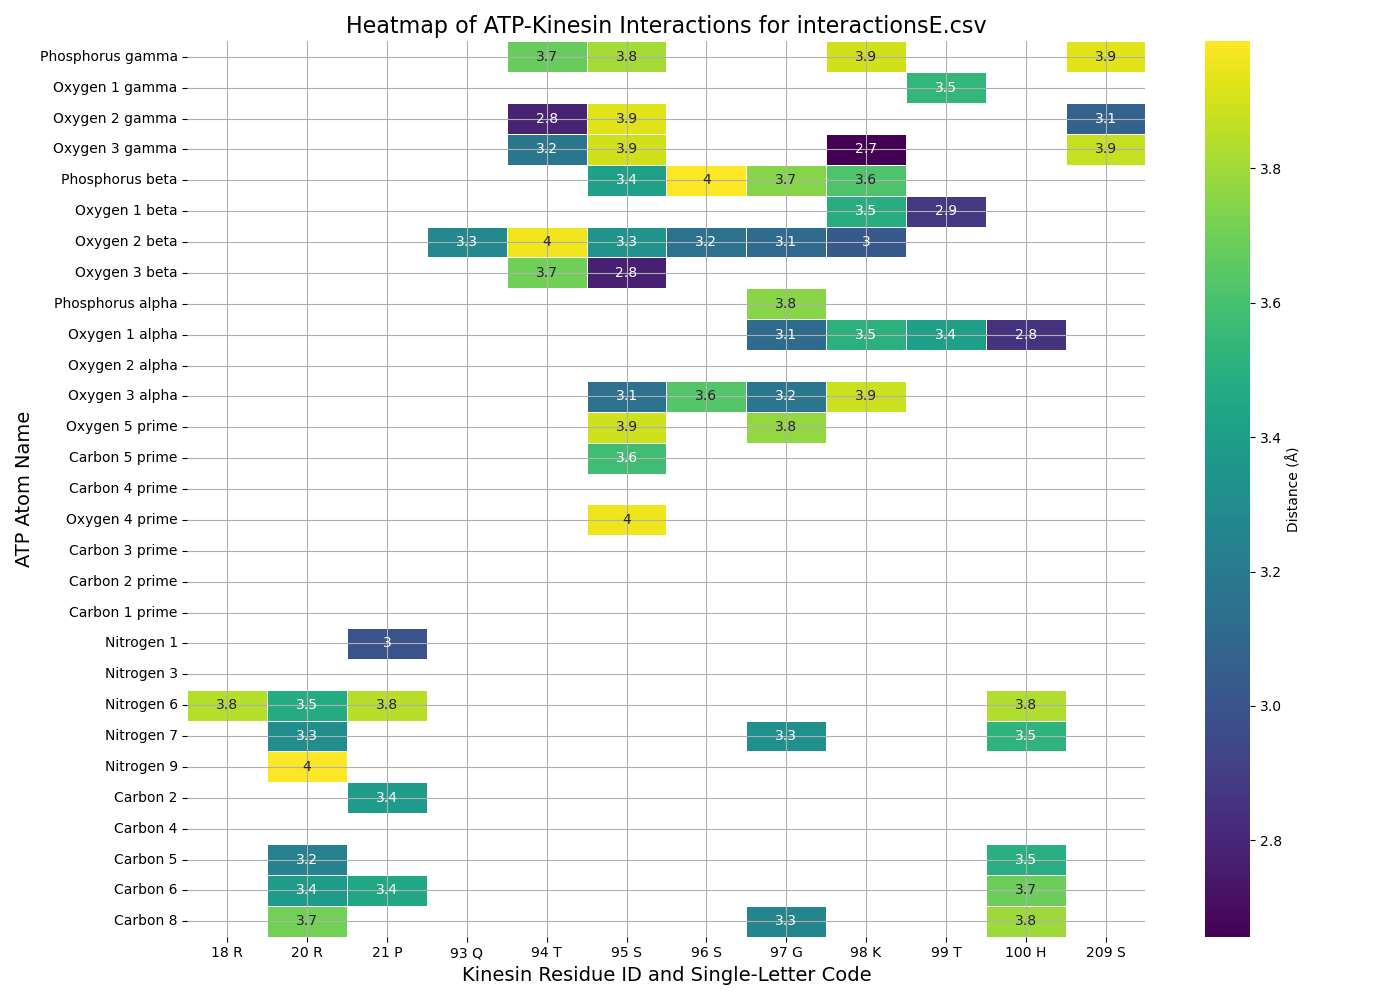 Heatmap of ATP-Kinesin Interactions for interactionsE.csv
ATP Atom Name
Phosphorus gamma 3.7 3.8 3.9 3.9
Oxygen 1 gamma 3.5
Oxygen 2 gamma 2.8 3.9 3.1
Oxygen 3 gamma 3.2 3.9 2.7 3.9
Phosphorus beta 3.4 4 3.7 3.6
Oxygen 1 beta 3.5 2.9
Oxygen 2 beta 3.3 4 3.3 3.2 3.1 3
Oxygen 3 beta 3.7 2.8
Phosphorus alpha 3.8
Oxygen 1 alpha 3.1 3.5 3.4 2.8
Oxygen 2 alpha
Oxygen 3 alpha 3.1 3.6 3.2 3.9
Oxygen 5 prime 3.9 3.8
Carbon 5 prime 3.6
Carbon 4 prime
Oxygen 4 prime 4
Carbon 3 prime
Carbon 2 prime
Carbon 1 prime
Nitrogen 1 3
Nitrogen 3
Nitrogen 6 3.8 3.5 3.8 3.8
Nitrogen 7 3.3 3.3 3.5
Nitrogen 9 4
Carbon 2 3.4
Carbon 4
Carbon 5 3.2 3.5
Carbon 6 3.4 3.4 3.7
Carbon 8 3.7 3.3 3.8
18 R 20 R 21 P 93 Q 94 T 95 S 96 S 97 G 98 K 99 T 100 H 209 S
Kinesin Residue ID and Single-Letter Code
3.8
3.6
3.4
3.2
3.0
2.8
Distance (Å)